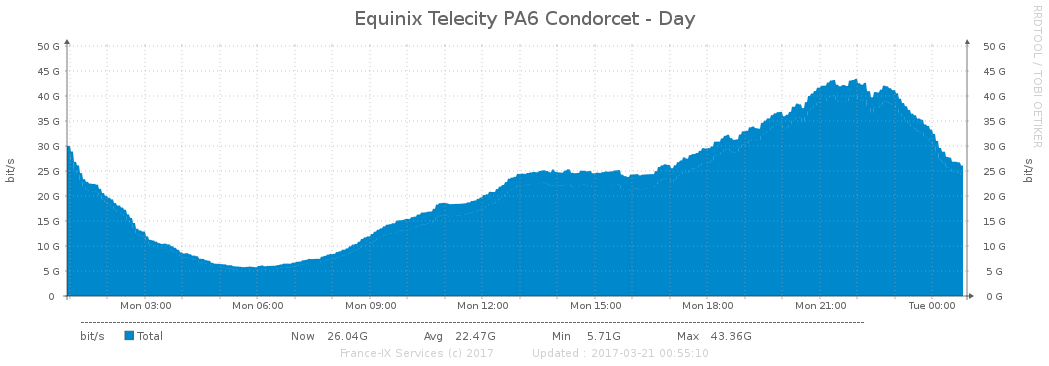 Equinix Telecity PA6 Condorcet - Day
RRDTOOL / TOBI OETIKER
bit/s
50 G
45 G
40 G
35 G
30 G
25 G
20 G
15 G
10 G
5 G
0
50 G
45 G
40 G
35 G
30 G
25 G
20 G
15 G
10 G
5 G
0 G
bit/s
Mon 03:00 Mon 06:00 Mon 09:00 Mon 12:00 Mon 15:00 Mon 18:00 Mon 21:00 Tue 00:00
bit/s Total Now 26.04G Avg 22.47G Min 5.71G Max 43.36G
France-IX Services (c) 2017 Updated : 2017-03-21 00:55:10